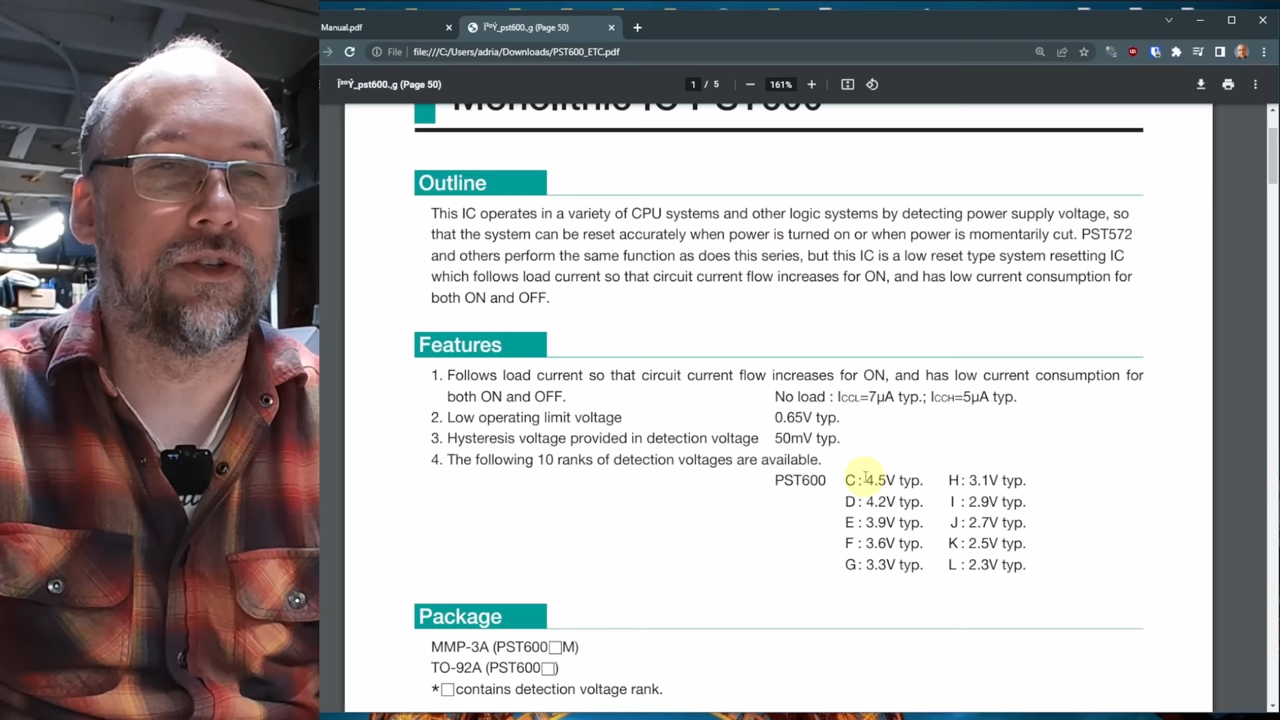 Manual.pdf
Ϊ²°Ý_pst600.,g (Page 50)
File | file:///C:/Users/adria/Downloads/PST600_ETC.pdf
Ϊ²°Ý_pst600.,g (Page 50)
1 / 5
161%
Monolithic IC PST600
Outline
This IC operates in a variety of CPU systems and other logic systems by detecting power supply voltage, so
that the system can be reset accurately when power is turned on or when power is momentarily cut. PST572
and others perform the same function as does this series, but this IC is a low reset type system resetting IC
which follows load current so that circuit current flow increases for ON, and has low current consumption for
both ON and OFF.
Features
1. Follows load current so that circuit current flow increases for ON, and has low current consumption for
both ON and OFF. No load : ICCL=7µA typ.; ICCH=5µA typ.
2. Low operating limit voltage 0.65V typ.
3. Hysteresis voltage provided in detection voltage 50mV typ.
4. The following 10 ranks of detection voltages are available.
PST600 C : 4.5V typ. H : 3.1V typ.
D : 4.2V typ. I : 2.9V typ.
E : 3.9V typ. J : 2.7V typ.
F : 3.6V typ. K : 2.5V typ.
G : 3.3V typ. L : 2.3V typ.
Package
MMP-3A (PST600□M)
TO-92A (PST600□)
*□contains detection voltage rank.